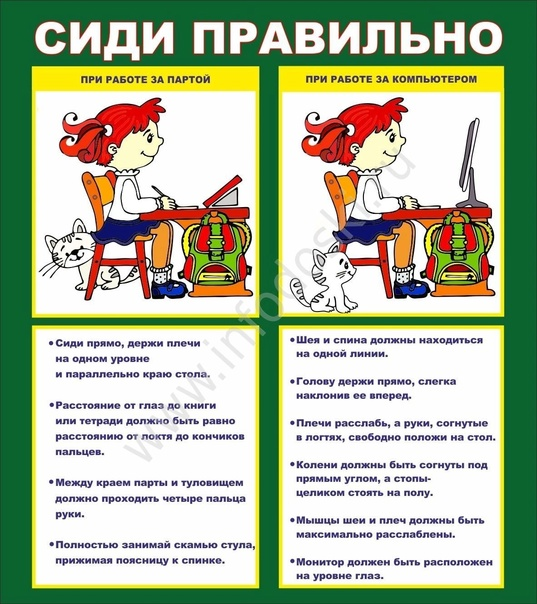 СИДИ ПРАВИЛЬНО
ПРИ РАБОТЕ ЗА ПАРТОЙ
•Сиди прямо, держи плечи
на одном уровне
и параллельно краю стола.
•Расстояние от глаз до книги
или тетради должно быть равно
расстоянию от локтя до кончиков
пальцев.
•Между краем парты и туловищем
должно проходить четыре пальца
руки.
•Полностью занимай скамью стула,
прижимая поясницу к спинке.
ПРИ РАБОТЕ ЗА КОМПЬЮТЕРОМ
•Шея и спина должны находиться
на одной линии.
•Голову держи прямо, слегка
наклонив ее вперед.
•Плечи расслабь, а руки, согнутые
в логтях, свободно положи на стол.
•Колени должны быть согнуты под
прямым углом, а стопы-
целиком стоять на полу.
•Мышцы шеи и плеч должны быть
максимально расслаблены.
•Монитор должен быть расположен
на уровне глаз.
www.infodoski.ru